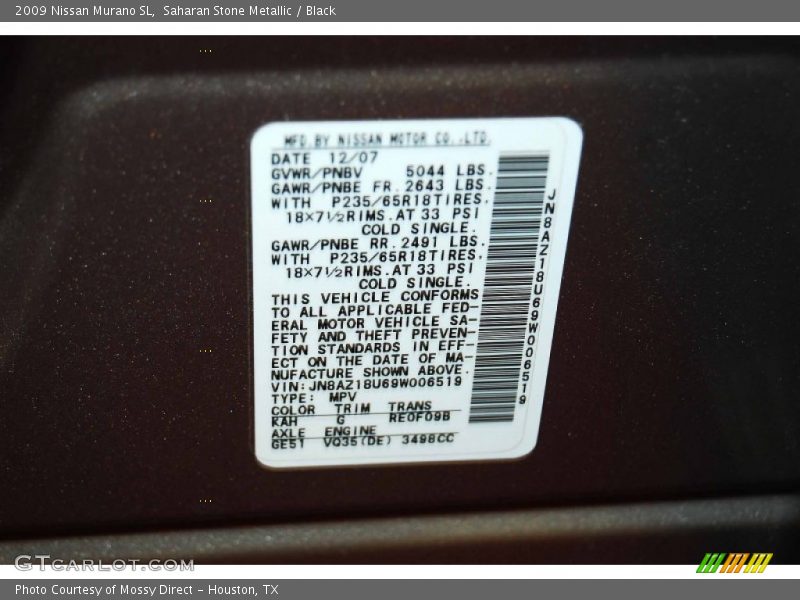 2009 Nissan Murano SL,  Saharan Stone Metallic / Black
MFD.BY NISSAN MOTOR CO.,LTD.
DATE 12/07
GVWR/PNBV 5044 LBS.
GAWR/PNBE FR.2643 LBS.
WITH P235/65R18TIRES.
18×7½RIMS.AT 33 PSI
COLD SINGLE.
GAWR/PNBE RR.2491 LBS.
WITH P235/65R18TIRES.
18×7½RIMS.AT 33 PSI
COLD SINGLE.
THIS VEHICLE CONFORMS
TO ALL APPLICABLE FED-
ERAL MOTOR VEHICLE SA-
FETY AND THEFT PREVEN-
TION STANDARDS IN EFF-
ECT ON THE DATE OF MA-
NUFACTURE SHOWN ABOVE.
VIN:JN8AZ18U69W006519
TYPE: MPV
COLOR TRIM TRANS
KAH G RE0F09B
AXLE ENGINE
GE51 VQ35(DE) 3498CC
JN8AZ18U69W006519
GTCARLOT.COM
Photo Courtesy of Mossy Direct - Houston, TX